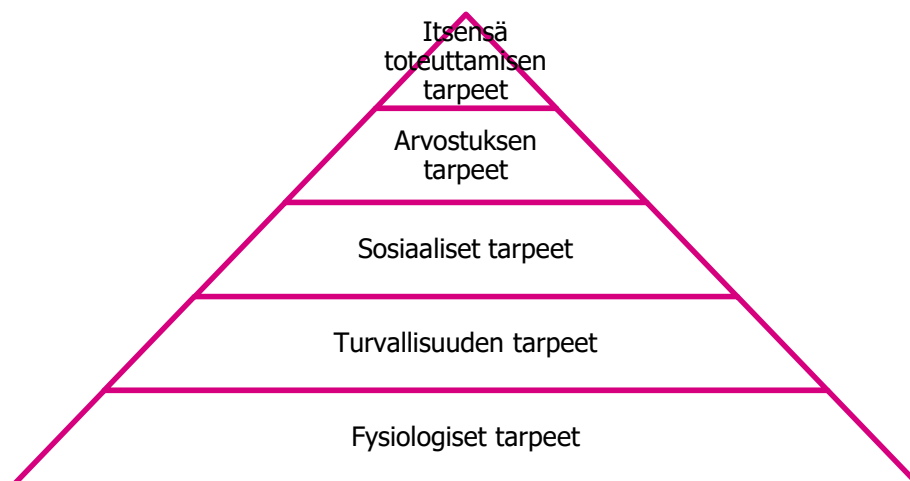 Itsensä
toteuttamisen
tarpeet
Arvostuksen
tarpeet
Sosiaaliset tarpeet
Turvallisuuden tarpeet
Fysiologiset tarpeet